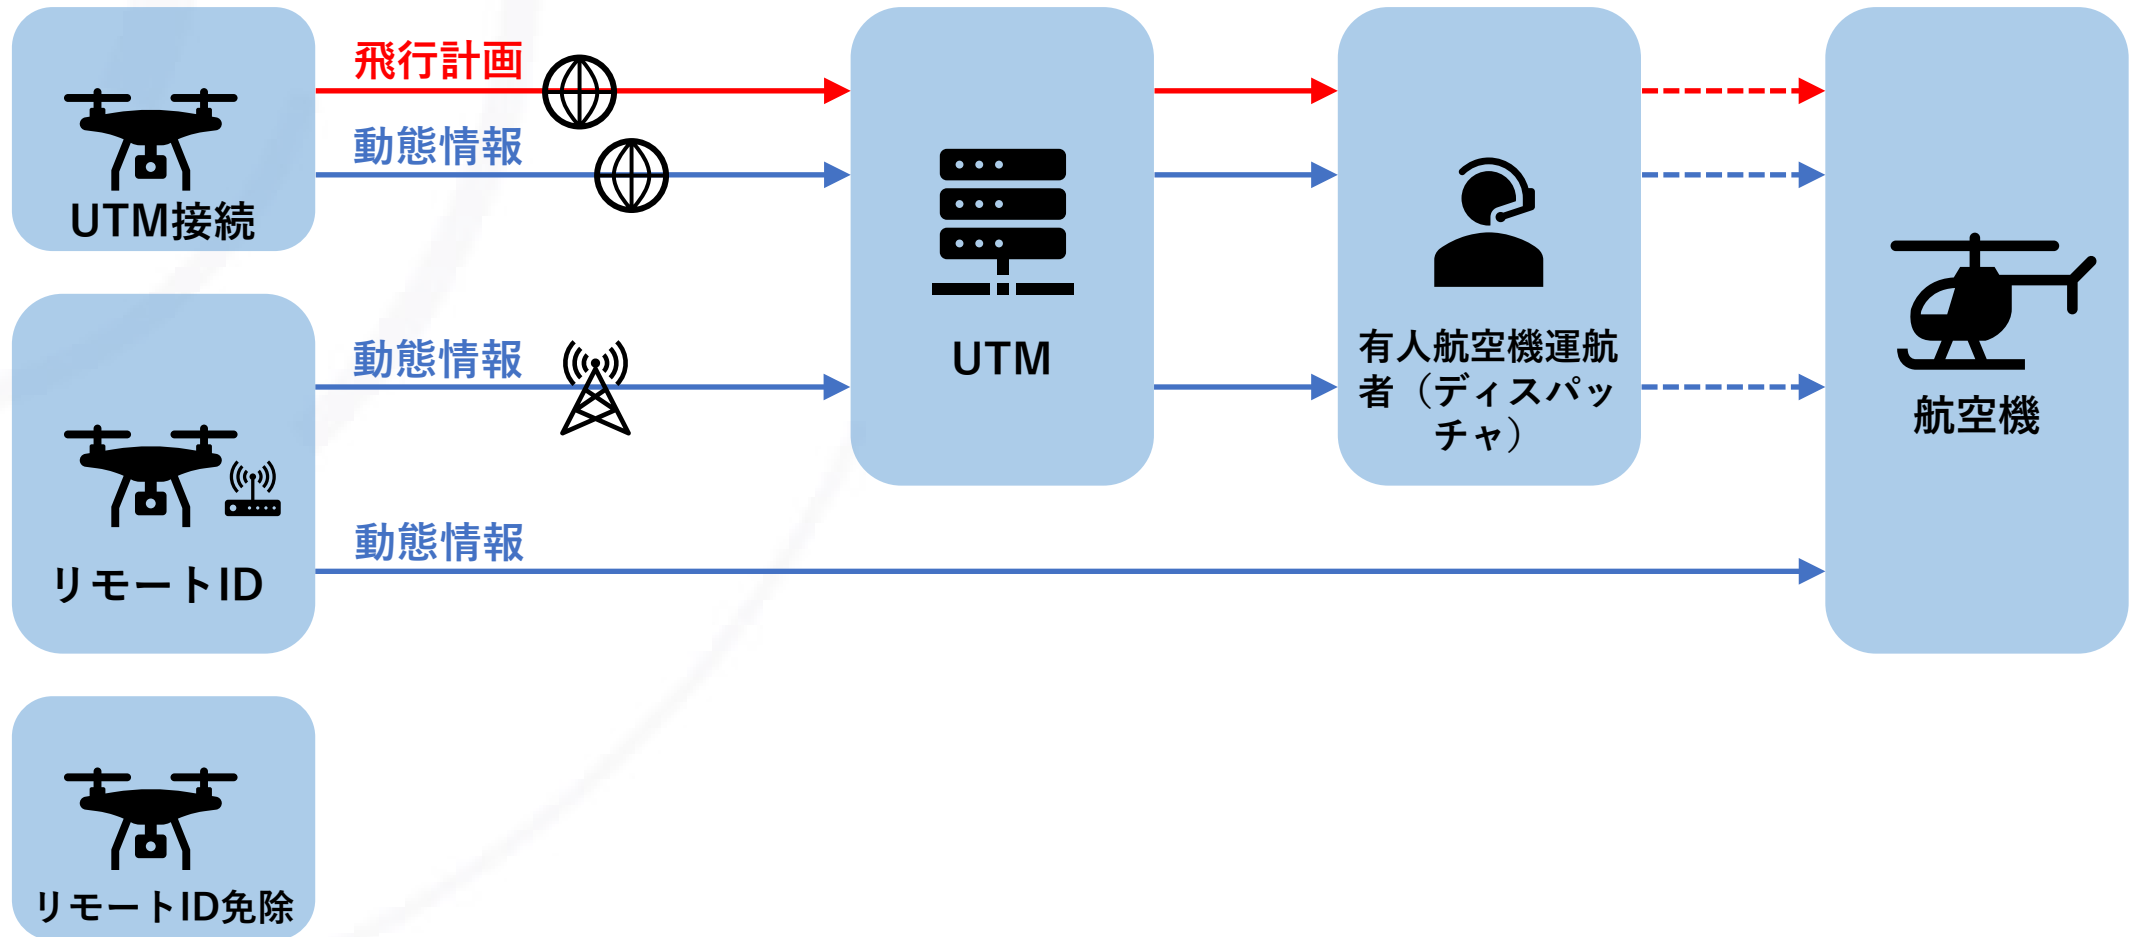 飛行計画
動態情報
UTM接続
動態情報
リモートID
動態情報
リモートID免除
UTM
有人航空機運航
者（ディスパッ
チャ）
航空機